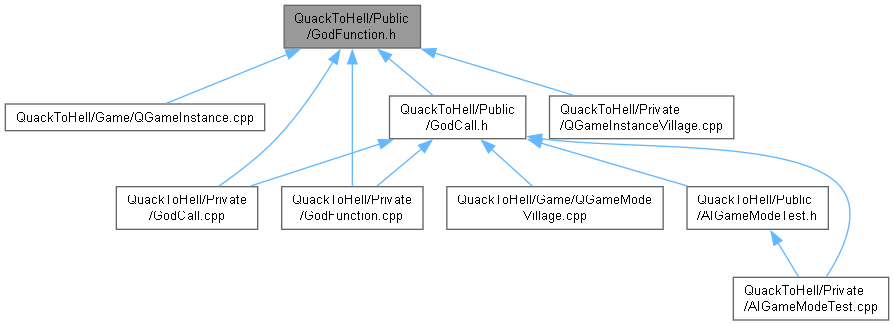 QuackToHell/Public
/GodFunction.h
QuackToHell/Game/QGameInstance.cpp
QuackToHell/Public
/GodCall.h
QuackToHell/Private
/QGameInstanceVillage.cpp
QuackToHell/Private
/GodCall.cpp
QuackToHell/Private
/GodFunction.cpp
QuackToHell/Game/QGameMode
Village.cpp
QuackToHell/Public
/AIGameModeTest.h
QuackToHell/Private
/AIGameModeTest.cpp